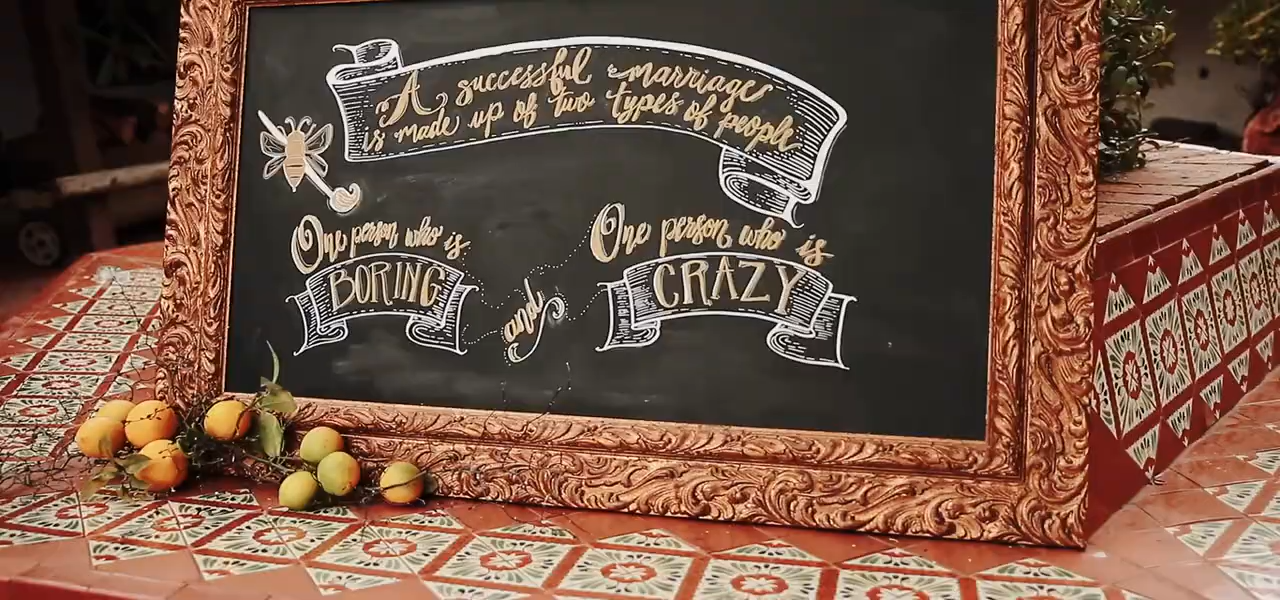 A successful marriage
is made up of two types of people
One person who is
BORING
and
One person who is
CRAZY